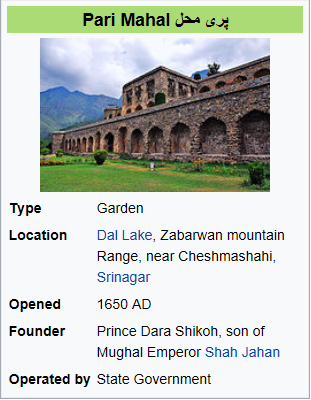 Pari Mahal پری محل
Type Garden
Location Dal Lake, Zabarwan mountain
Range, near Cheshmashahi,
Srinagar
Opened 1650 AD
Founder Prince Dara Shikoh, son of
Mughal Emperor Shah Jahan
Operated by State Government